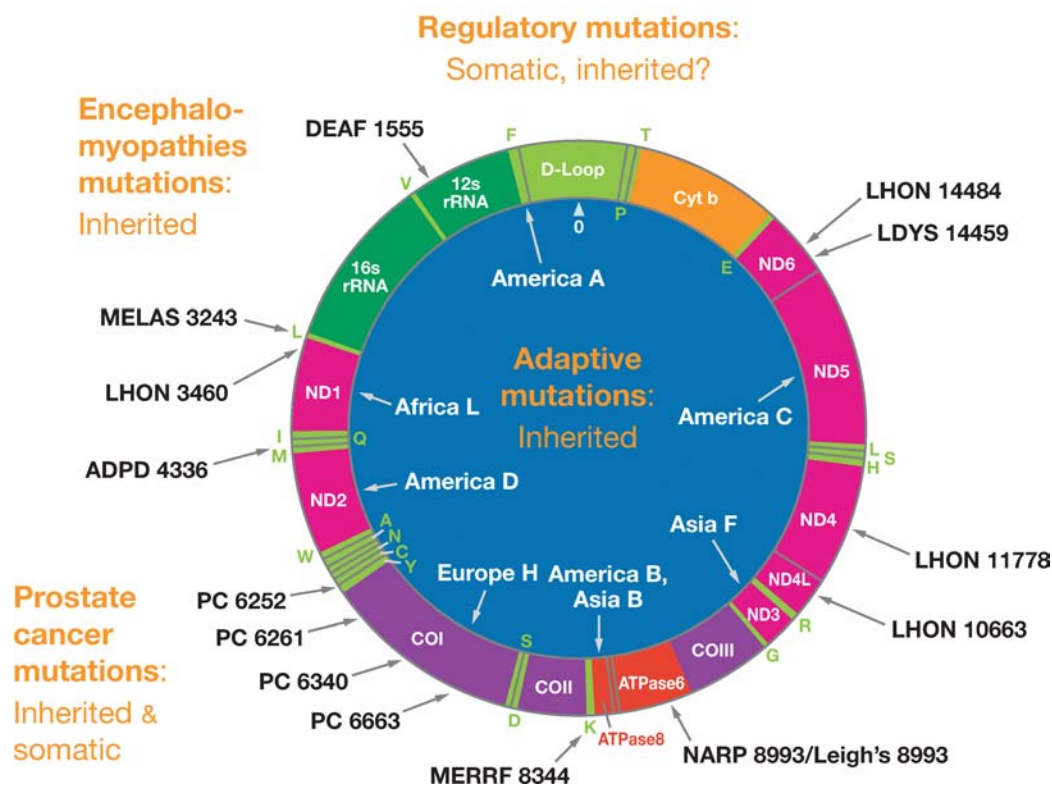 Regulatory mutations:
Somatic, inherited?
Encephalo-
myopathies
mutations:
Inherited
DEAF 1555
F
T
V
12s
rRNA
D-Loop
Cyt b
P
0
E
ND6
LHON 14484
LDYS 14459
America A
16s
rRNA
MELAS 3243
L
LHON 3460
ND1
Africa L
Adaptive
mutations:
Inherited
America C
ND5
I
Q
M
ADPD 4336
L
S
H
ND2
America D
ND4
LHON 11778
W
A
N
C
Y
Asia F
ND4L
R
LHON 10663
ND3
G
Prostate
cancer
mutations:
Inherited &
somatic
PC 6252
PC 6261
PC 6340
PC 6663
Europe H
America B,
Asia B
COI
S
D
COII
K
ATPase6
ATPase8
COIII
MERRF 8344
NARP 8993/Leigh's 8993